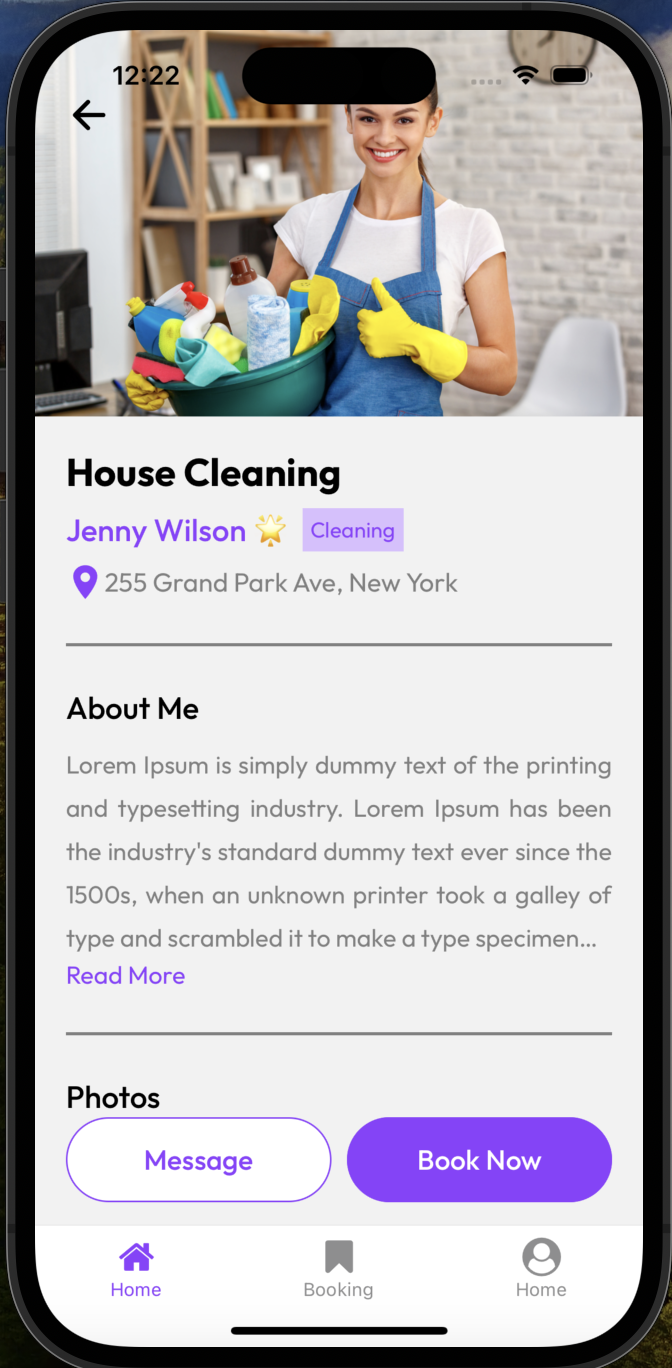 12:22
House Cleaning
Jenny Wilson 🌟 Cleaning
255 Grand Park Ave, New York
About Me
Lorem Ipsum is simply dummy text of the printing
and typesetting industry. Lorem Ipsum has been
the industry's standard dummy text ever since the
1500s, when an unknown printer took a galley of
type and scrambled it to make a type specimen...
Read More
Photos
Message Book Now
Home Booking Home